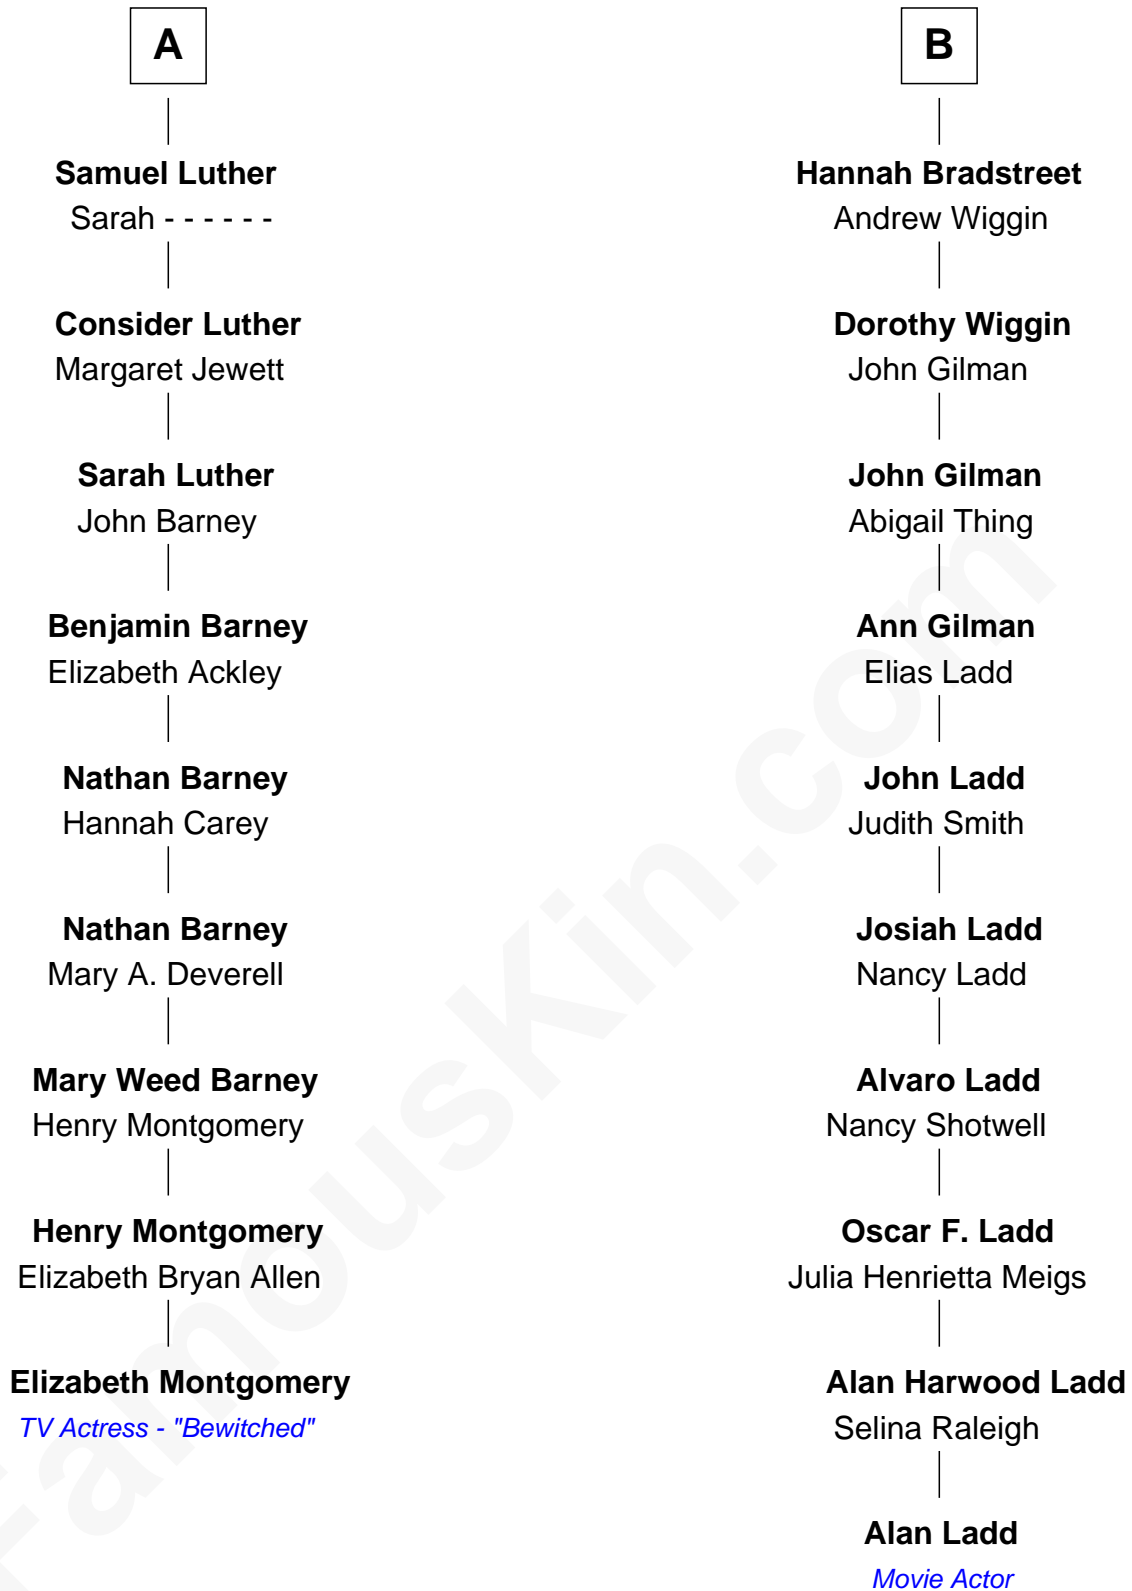 A
Samuel Luther
Sarah - - - - - -
Consider Luther
Margaret Jewett
Sarah Luther
John Barney
Benjamin Barney
Elizabeth Ackley
Nathan Barney
Hannah Carey
Nathan Barney
Mary A. Deverell
Mary Weed Barney
Henry Montgomery
Henry Montgomery
Elizabeth Bryan Allen
Elizabeth Montgomery
TV Actress - "Bewitched"
B
Hannah Bradstreet
Andrew Wiggin
Dorothy Wiggin
John Gilman
John Gilman
Abigail Thing
Ann Gilman
Elias Ladd
John Ladd
Judith Smith
Josiah Ladd
Nancy Ladd
Alvaro Ladd
Nancy Shotwell
Oscar F. Ladd
Julia Henrietta Meigs
Alan Harwood Ladd
Selina Raleigh
Alan Ladd
Movie Actor
FamousKin.com